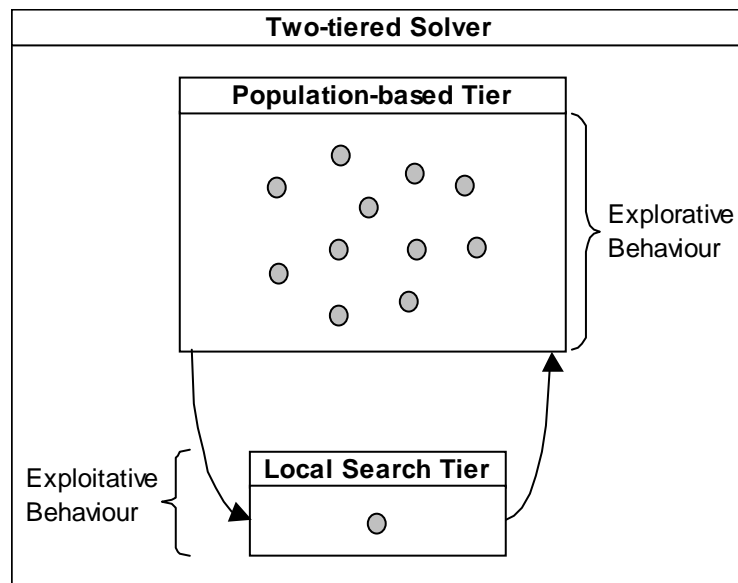 Two-tiered Solver
Population-based Tier
Explorative
Behaviour
Local Search Tier
Exploitative
Behaviour